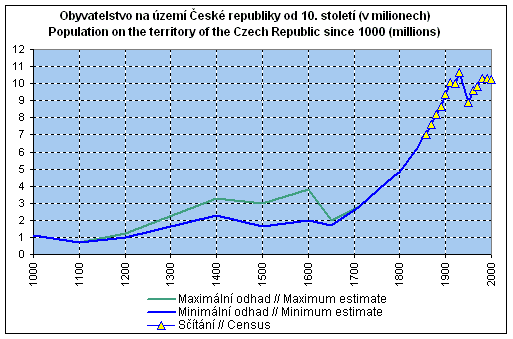 Obyvatelstvo na území České republiky od 10. století (v milionech)
Population on the territory of the Czech Republic since 1000 (millions)
12
11
10
9
8
7
6
5
4
3
2
1
0
1000 1100 1200 1300 1400 1500 1600 1700 1800 1900 2000
Maximální odhad // Maximum estimate
Minimální odhad // Minimum estimate
Sčítání // Census